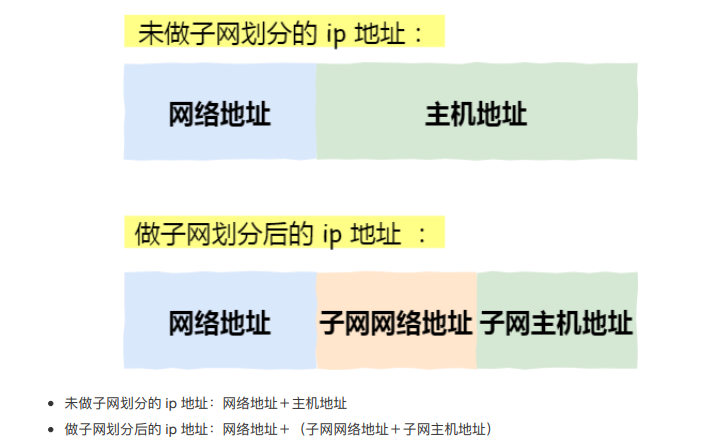 未做子网划分的 ip 地址：
网络地址 主机地址
做子网划分后的 ip 地址 ：
网络地址 子网网络地址 子网主机地址
未做子网划分的 ip 地址：网络地址＋主机地址
做子网划分后的 ip 地址：网络地址＋（子网网络地址＋子网主机地址）